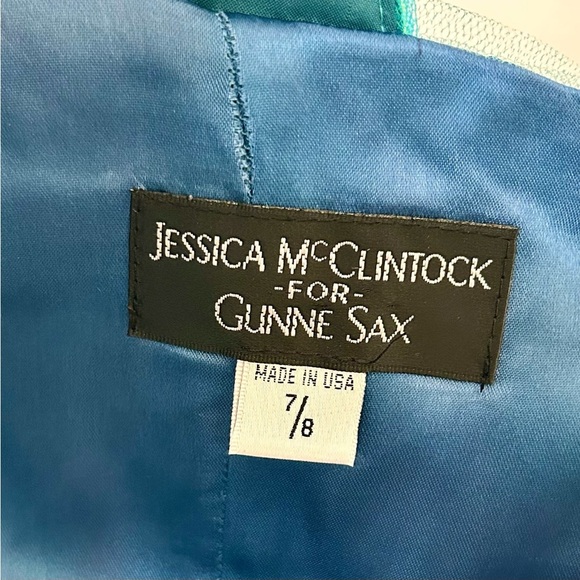 JESSICA MCCLINTOCK
-FOR-
GUNNE SAX
MADE IN USA
7/8